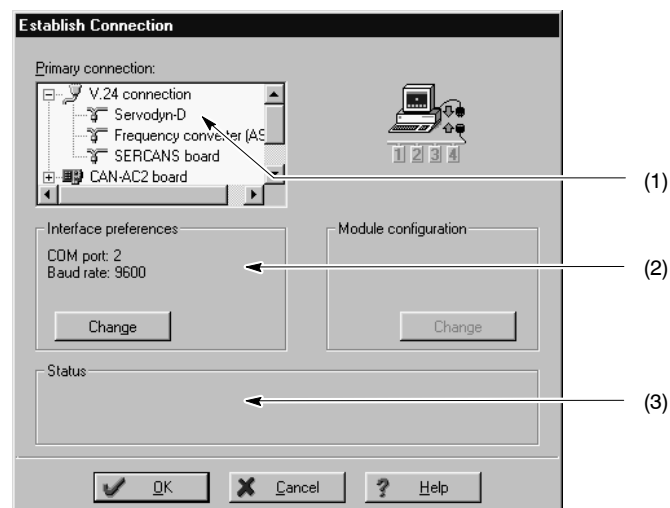 Establish Connection
Primary connection:
V.24 connection
Servodyn-D
Frequency converter (AS
SERCANS board
CAN-AC2 board
1 2 3 4
(1)
Interface preferences
Module configuration
COM port: 2
Baud rate: 9600
(2)
Change
Change
Status
(3)
OK
Cancel
? Help